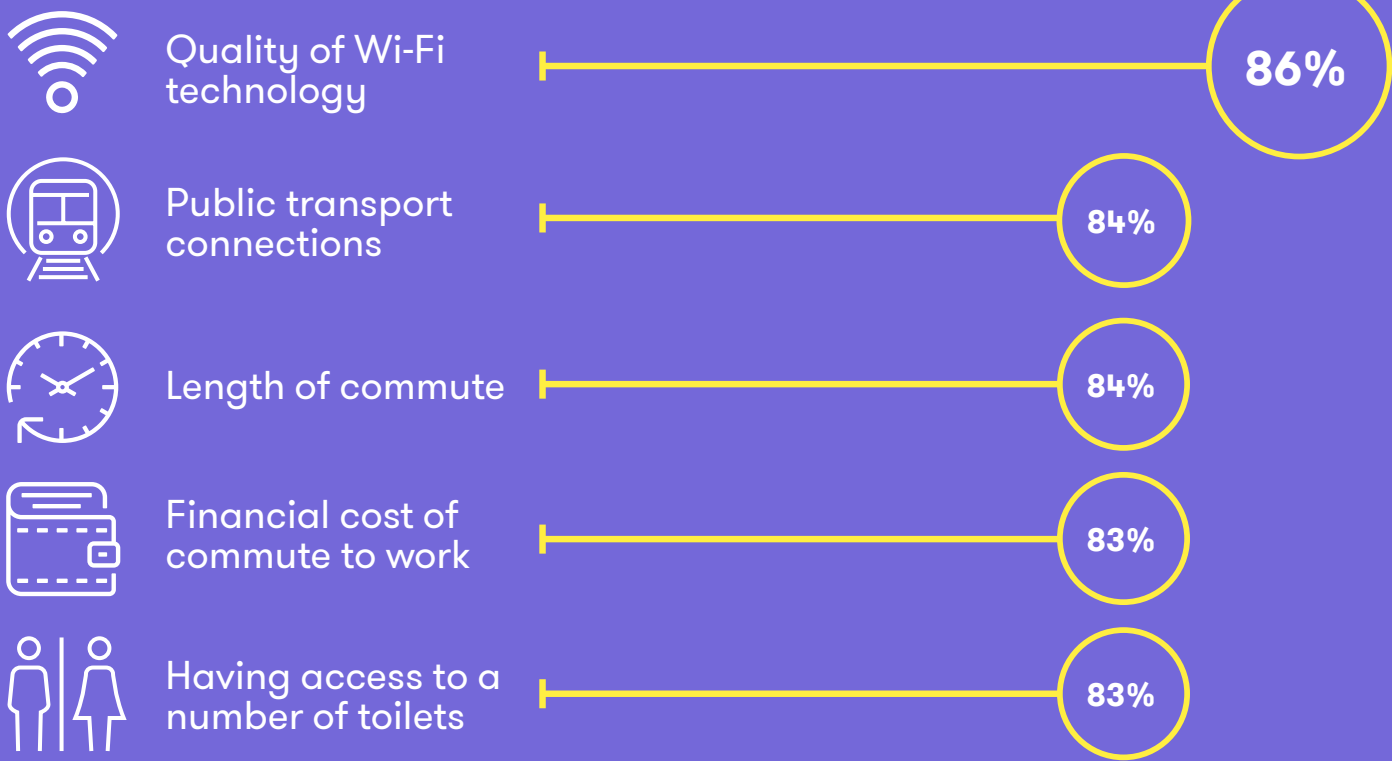 Quality of Wi-Fi
technology
86%
Public transport
connections
84%
Length of commute
84%
Financial cost of
commute to work
83%
Having access to a
number of toilets
83%